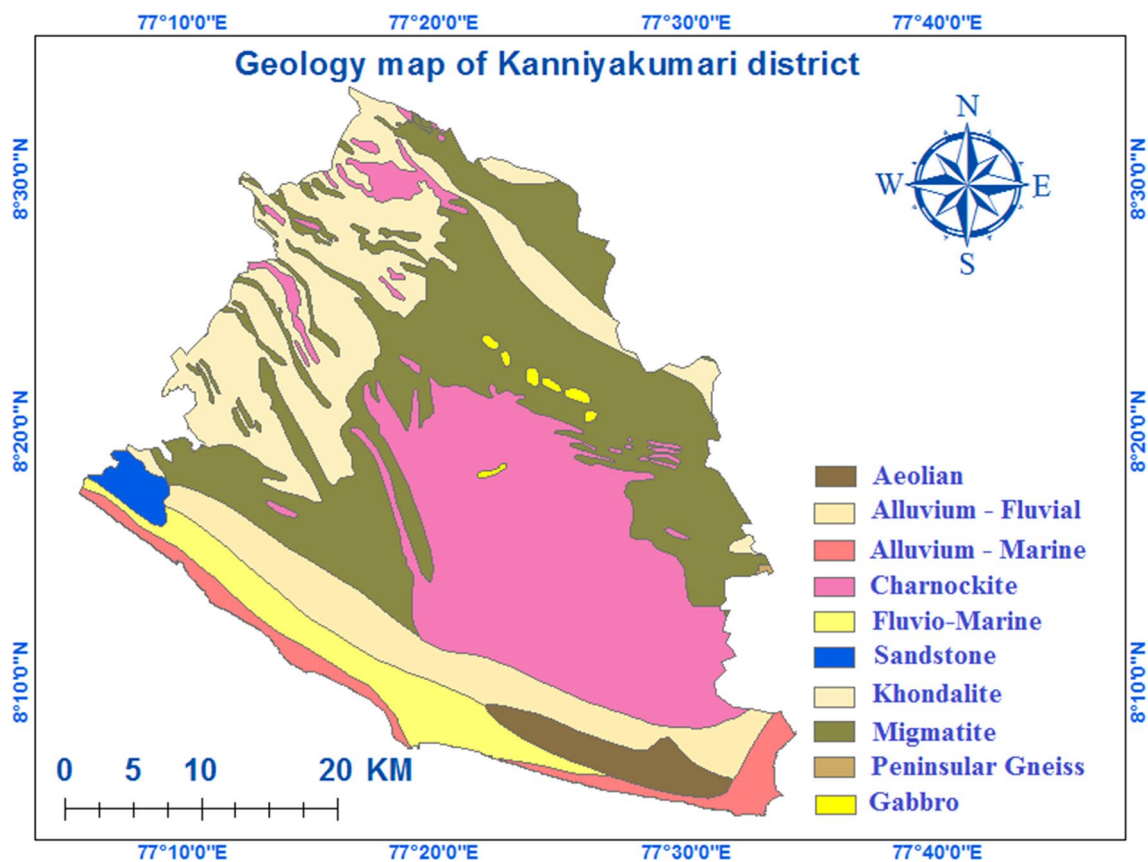 77°10'0"E 77°20'0"E 77°30'0"E 77°40'0"E
Geology map of Kanniyakumari district
N
W E
S
8°30'0"N 8°30'0"N
8°20'0"N 8°20'0"N
8°10'0"N 8°10'0"N
Aeolian
Alluvium - Fluvial
Alluvium - Marine
Charnockite
Fluvio-Marine
Sandstone
Khondalite
Migmatite
Peninsular Gneiss
Gabbro
0 5 10 20 KM
77°10'0"E 77°20'0"E 77°30'0"E 77°40'0"E